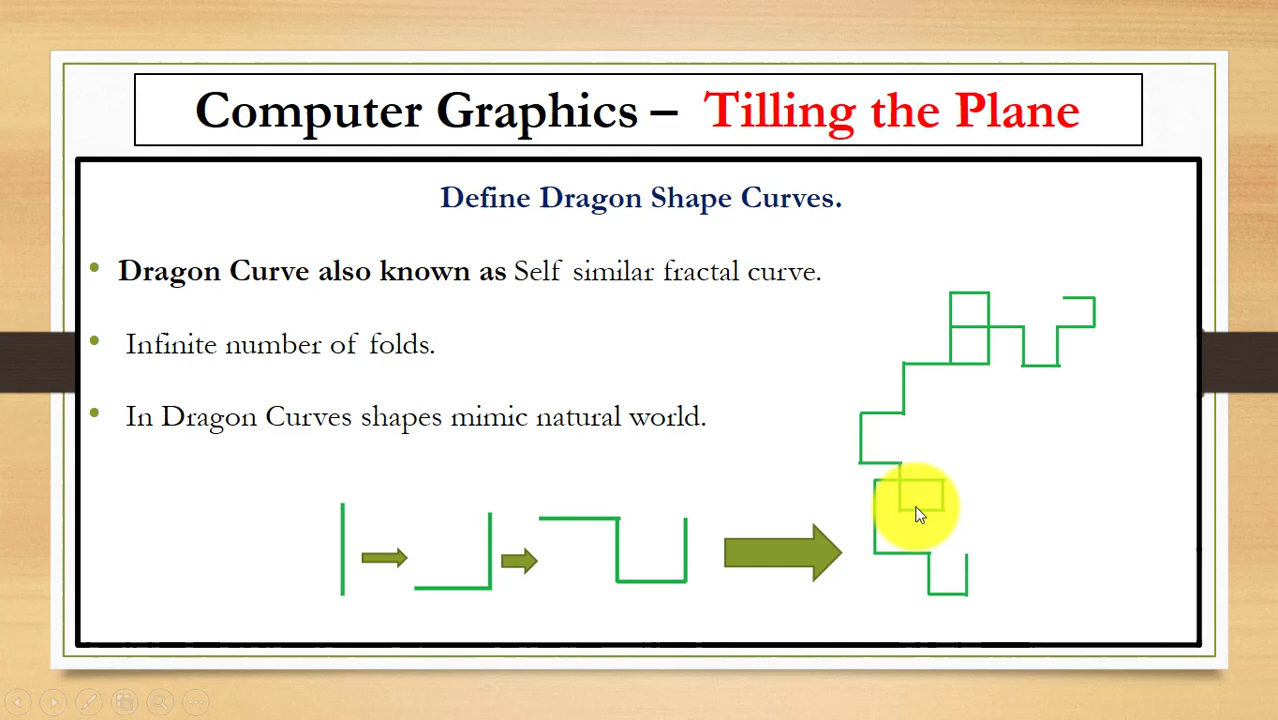 Computer Graphics – Tilling the Plane
Define Dragon Shape Curves.
• Dragon Curve also known as Self similar fractal curve.
• Infinite number of folds.
• In Dragon Curves shapes mimic natural world.